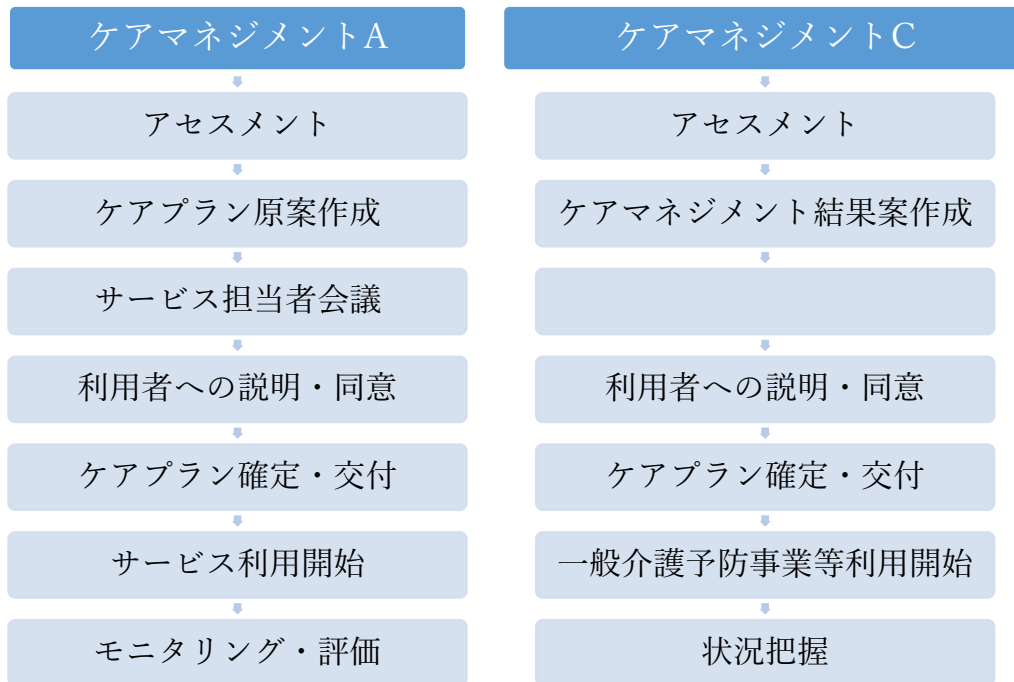 ケアマネジメントA
アセスメント
ケアプラン原案作成
サービス担当者会議
利用者への説明・同意
ケアプラン確定・交付
サービス利用開始
モニタリング・評価
ケアマネジメントC
アセスメント
ケアマネジメント結果案作成
利用者への説明・同意
ケアプラン確定・交付
一般介護予防事業等利用開始
状況把握